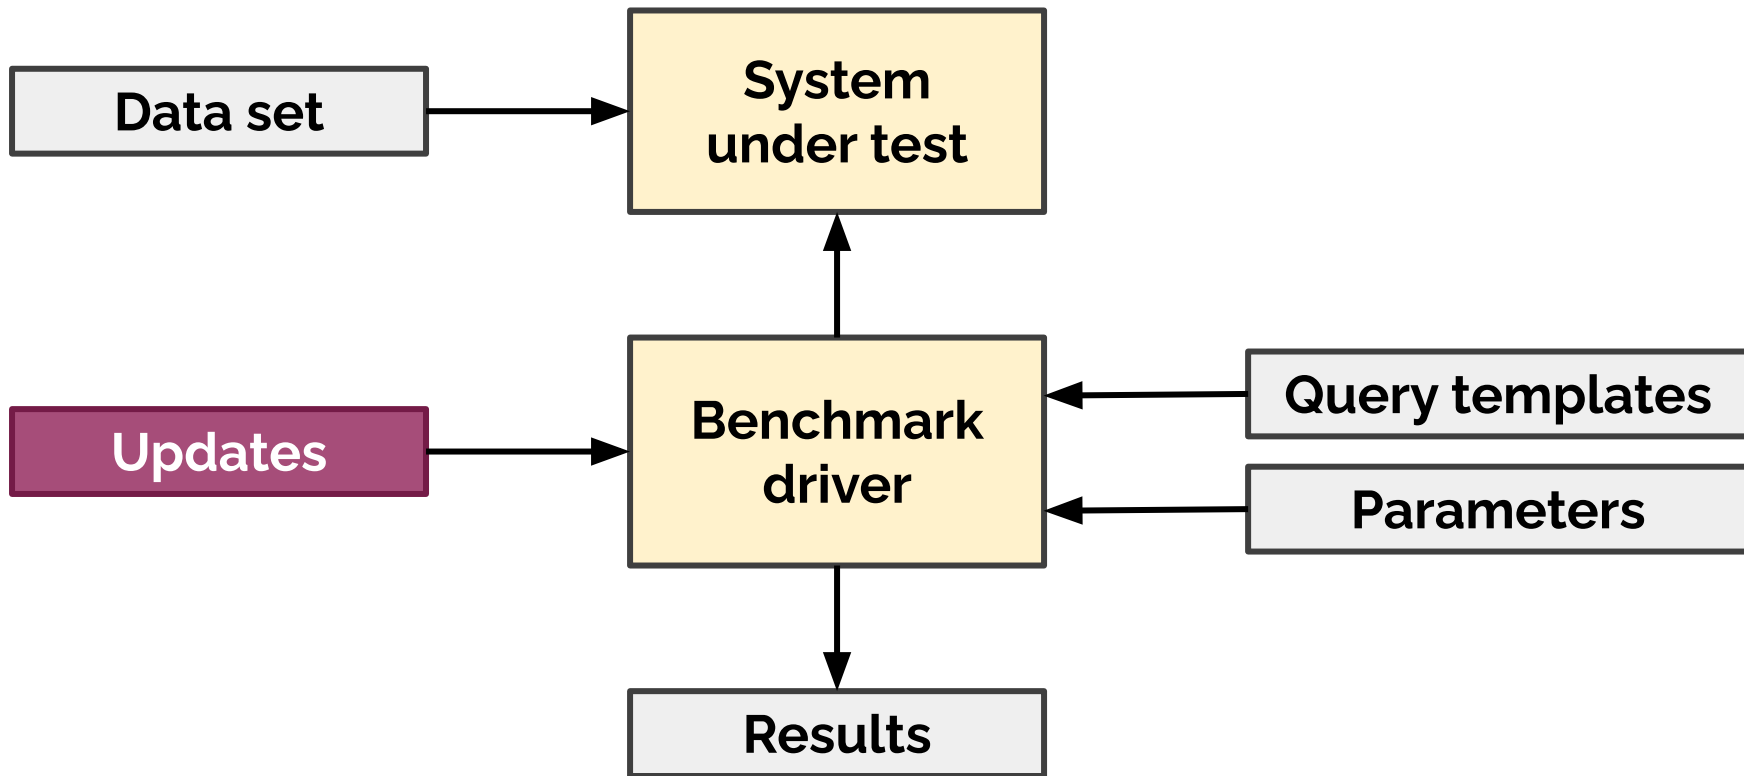 System
under test
Data set
Benchmark
driver
Updates
Query templates
Parameters
Results